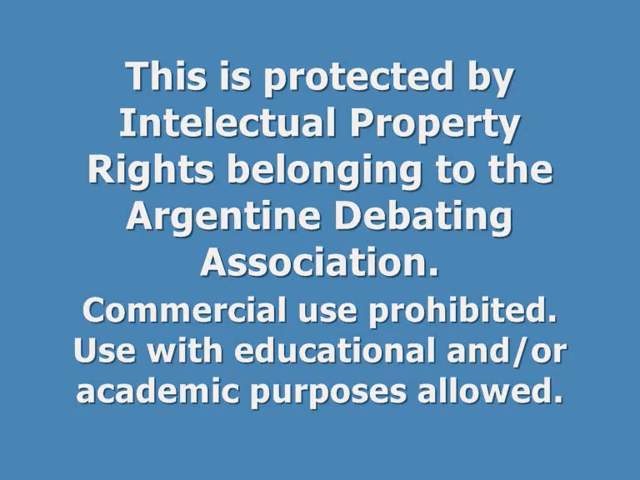 This is protected by
Intelectual Property
Rights belonging to the
Argentine Debating
Association.
Commercial use prohibited.
Use with educational and/or
academic purposes allowed.